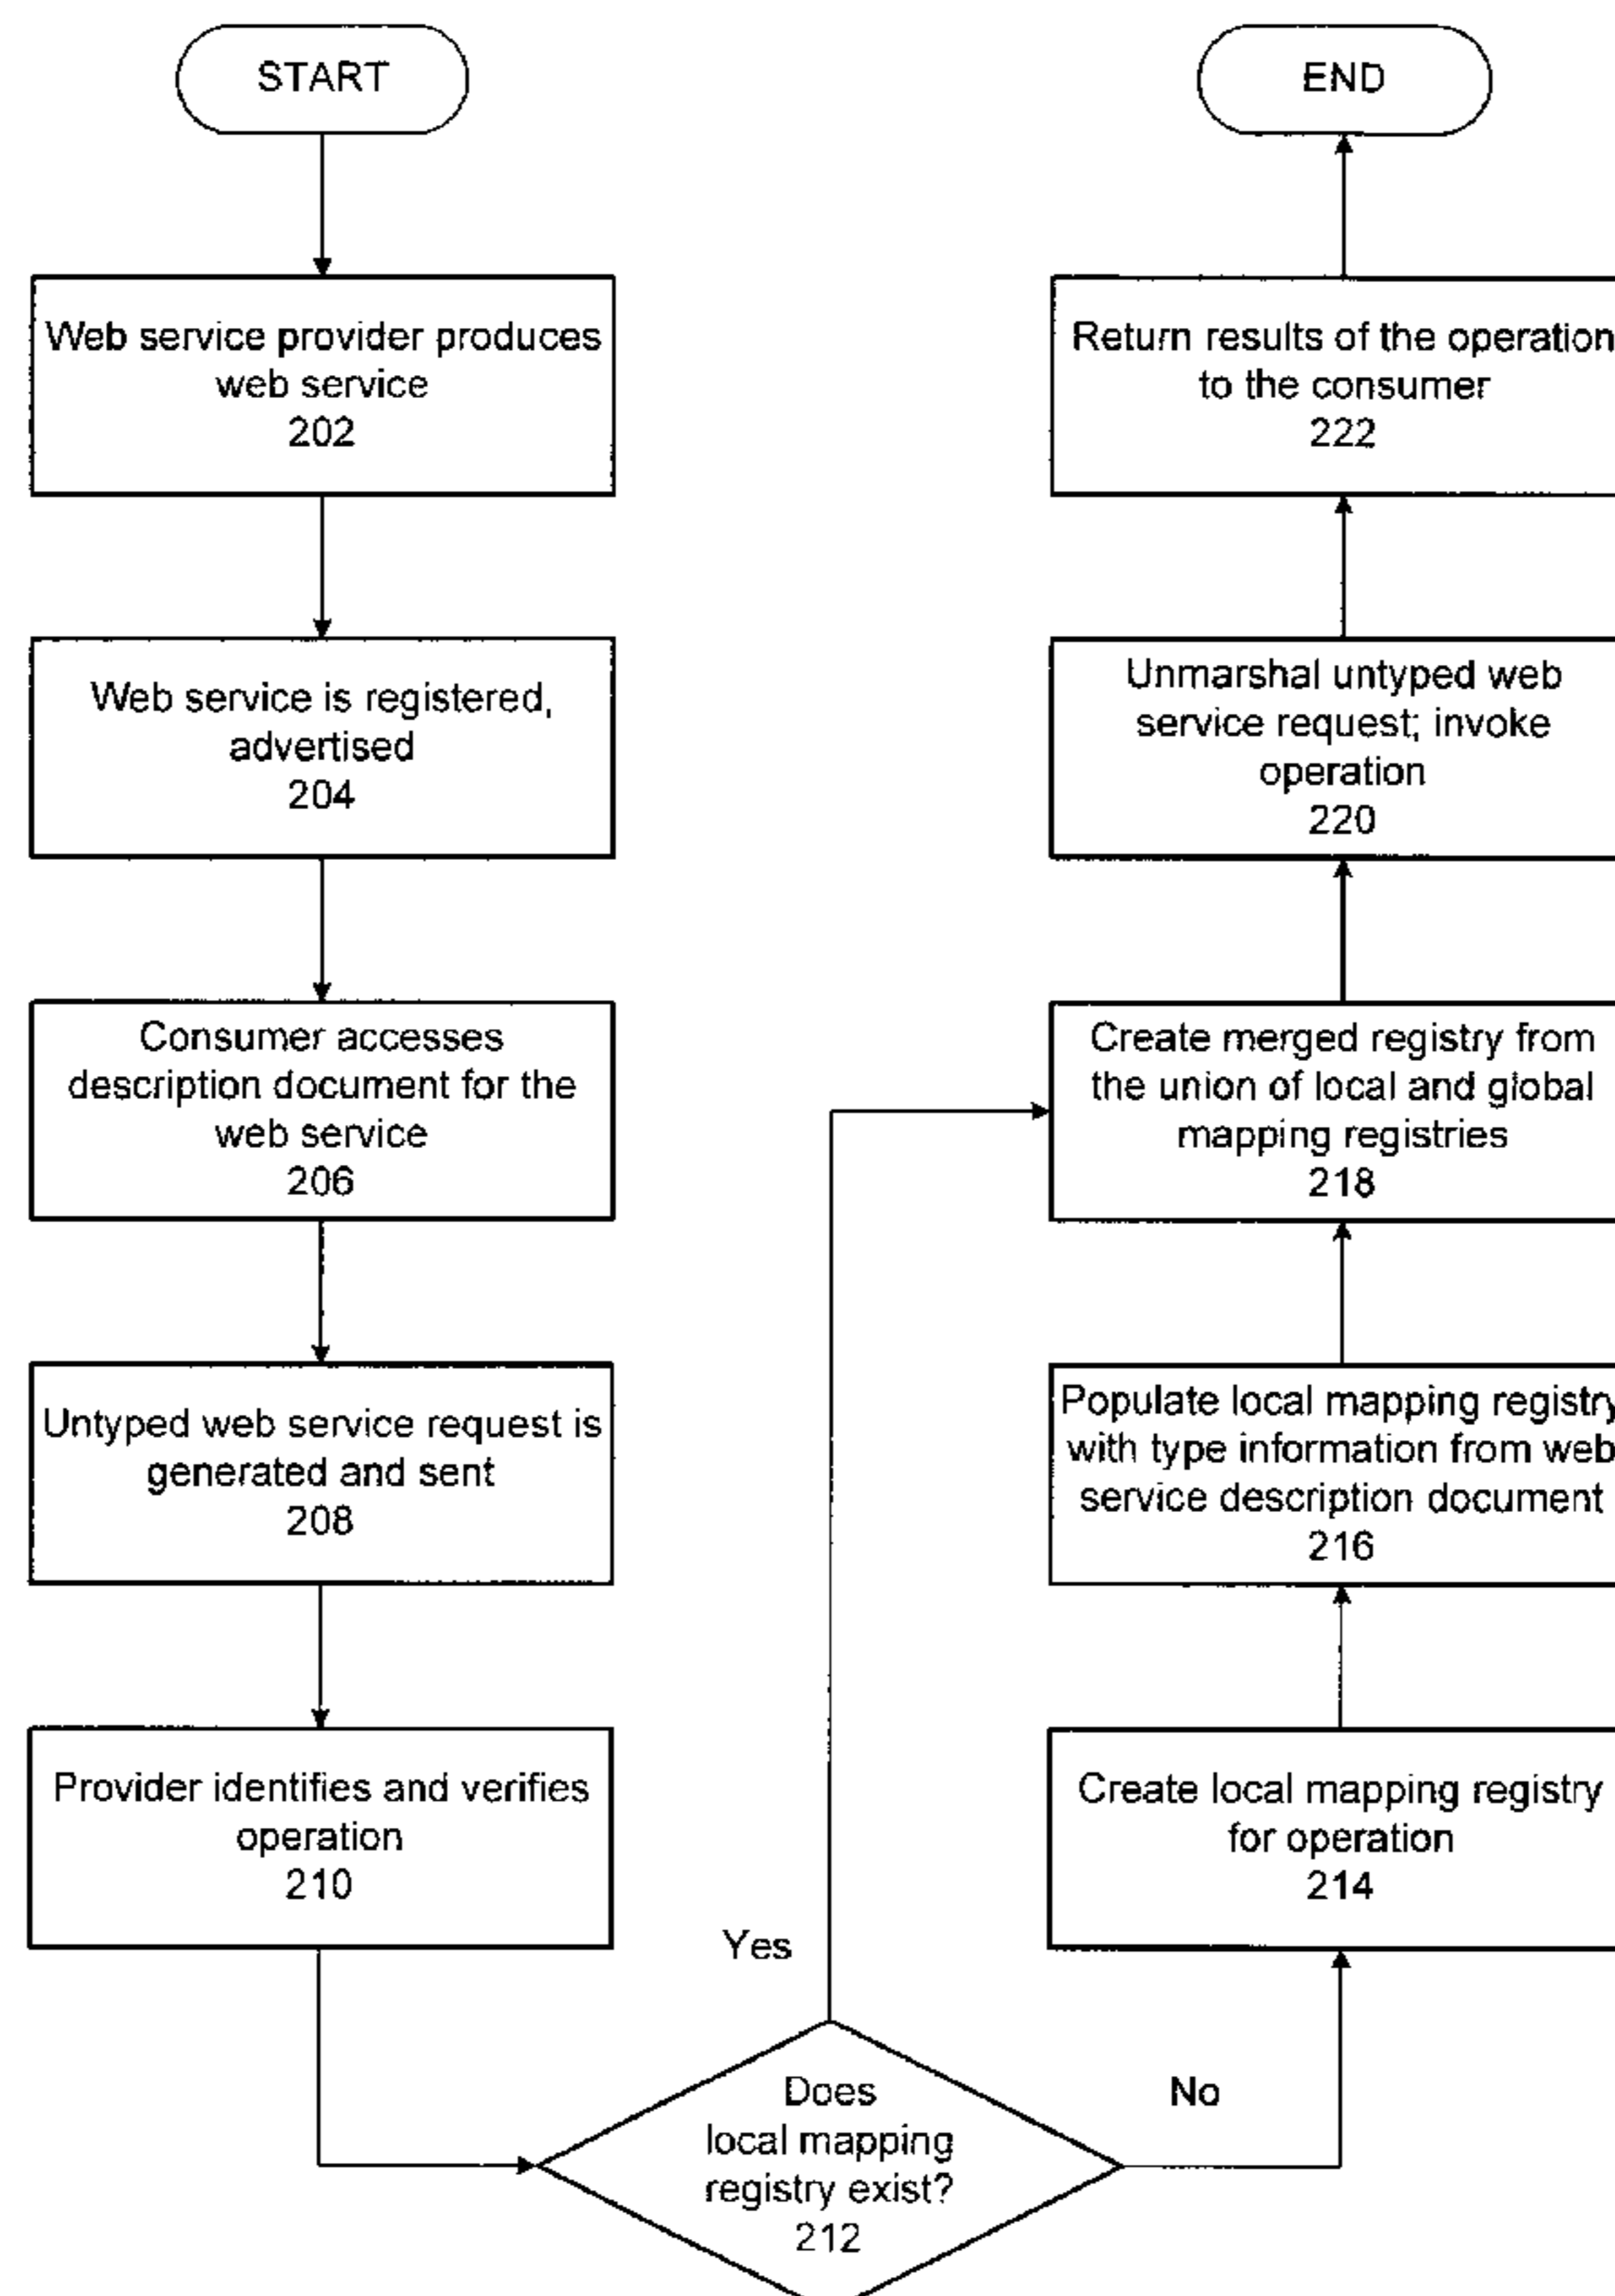 START
Web service provider produces
web service
202
Web service is registered,
advertised
204
Consumer accesses
description document for the
web service
206
Untyped web service request is
generated and sent
208
Provider identifies and verifies
operation
210
Does
local mapping
registry exist?
212
Yes
No
Create local mapping registry
for operation
214
Populate local mapping registry
with type information from web
service description document
216
Create merged registry from
the union of local and global
mapping registries
218
Unmarshal untyped web
service request; invoke
operation
220
Return results of the operation
to the consumer
222
END